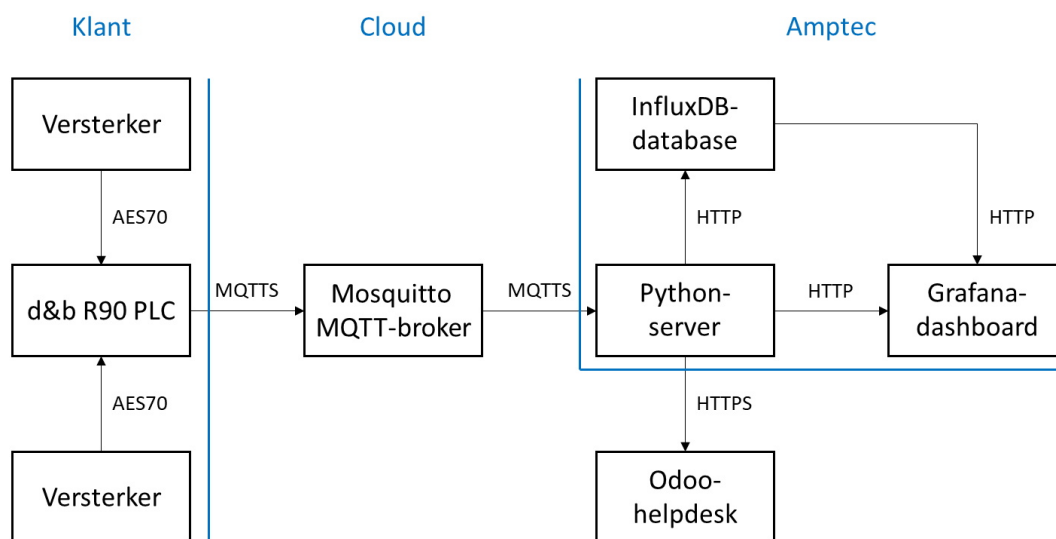 Klant
Cloud
Amptec
Versterker
InfluxDB-
database
AES70
HTTP
HTTP
d&b R90 PLC
MQTTS
Mosquitto
MQTT-broker
MQTTS
Python-
server
HTTP
Grafana-
dashboard
AES70
HTTPS
Versterker
Odoo-
helpdesk